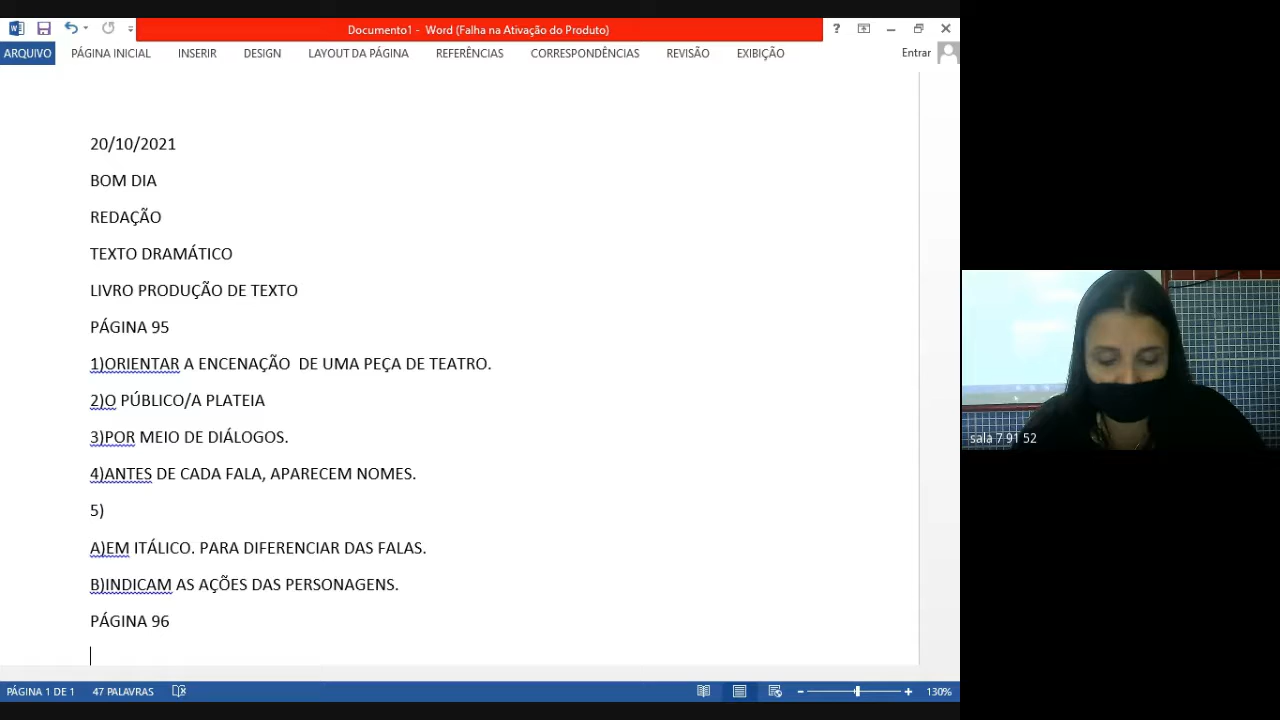 Documento1 - Word (Falha na Ativação do Produto)
ARQUIVO PÁGINA INICIAL INSERIR DESIGN LAYOUT DA PÁGINA REFERÊNCIAS CORRESPONDÊNCIAS REVISÃO EXIBIÇÃO Entrar
20/10/2021
BOM DIA
REDAÇÃO
TEXTO DRAMÁTICO
LIVRO PRODUÇÃO DE TEXTO
PÁGINA 95
1)ORIENTAR A ENCENAÇÃO DE UMA PEÇA DE TEATRO.
2)O PÚBLICO/A PLATEIA
3)POR MEIO DE DIÁLOGOS.
4)ANTES DE CADA FALA, APARECEM NOMES.
5)
A)EM ITÁLICO. PARA DIFERENCIAR DAS FALAS.
B)INDICAM AS AÇÕES DAS PERSONAGENS.
PÁGINA 96
PÁGINA 1 DE 1 47 PALAVRAS 130%
sala 7 91 52